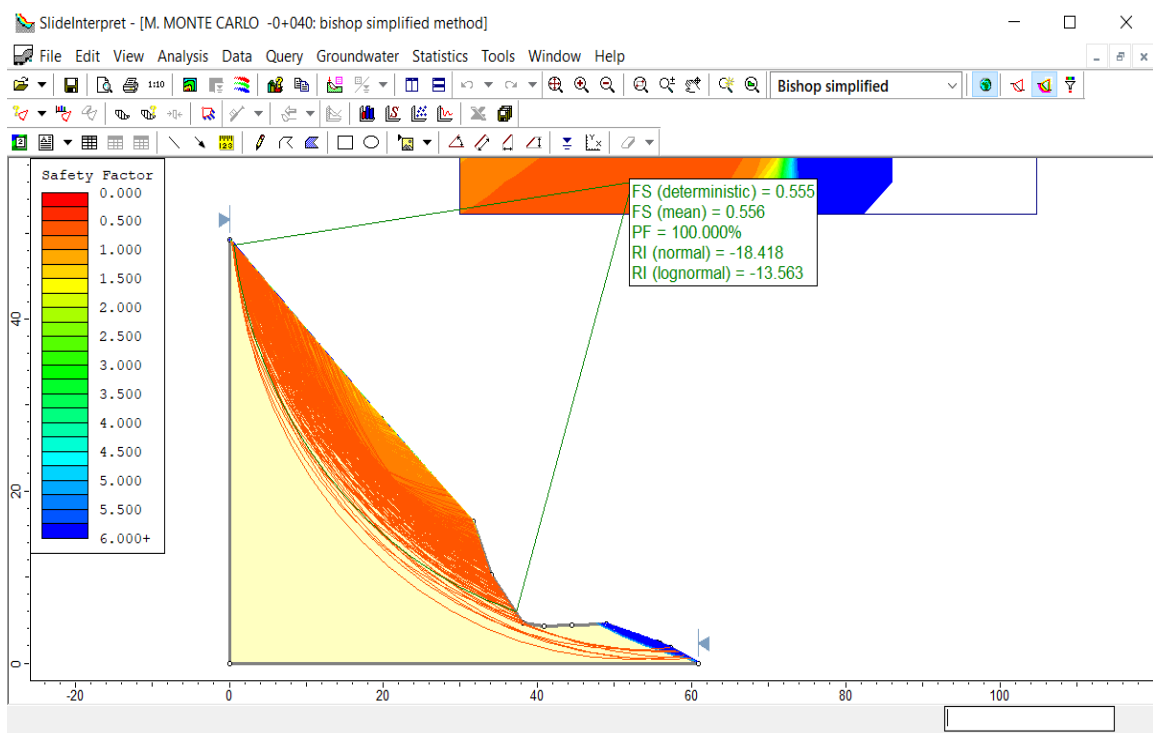 SlideInterpret - [M. MONTE CARLO -0+040: bishop simplified method]
File Edit View Analysis Data Query Groundwater Statistics Tools Window Help
1:10
Bishop simplified
Safety Factor
0.000
0.500
1.000
1.500
2.000
2.500
3.000
3.500
4.000
4.500
5.000
5.500
6.000+
FS (deterministic) = 0.555
FS (mean) = 0.556
PF = 100.000%
RI (normal) = -18.418
RI (lognormal) = -13.563
40
20
0
-20 0 20 40 60 80 100